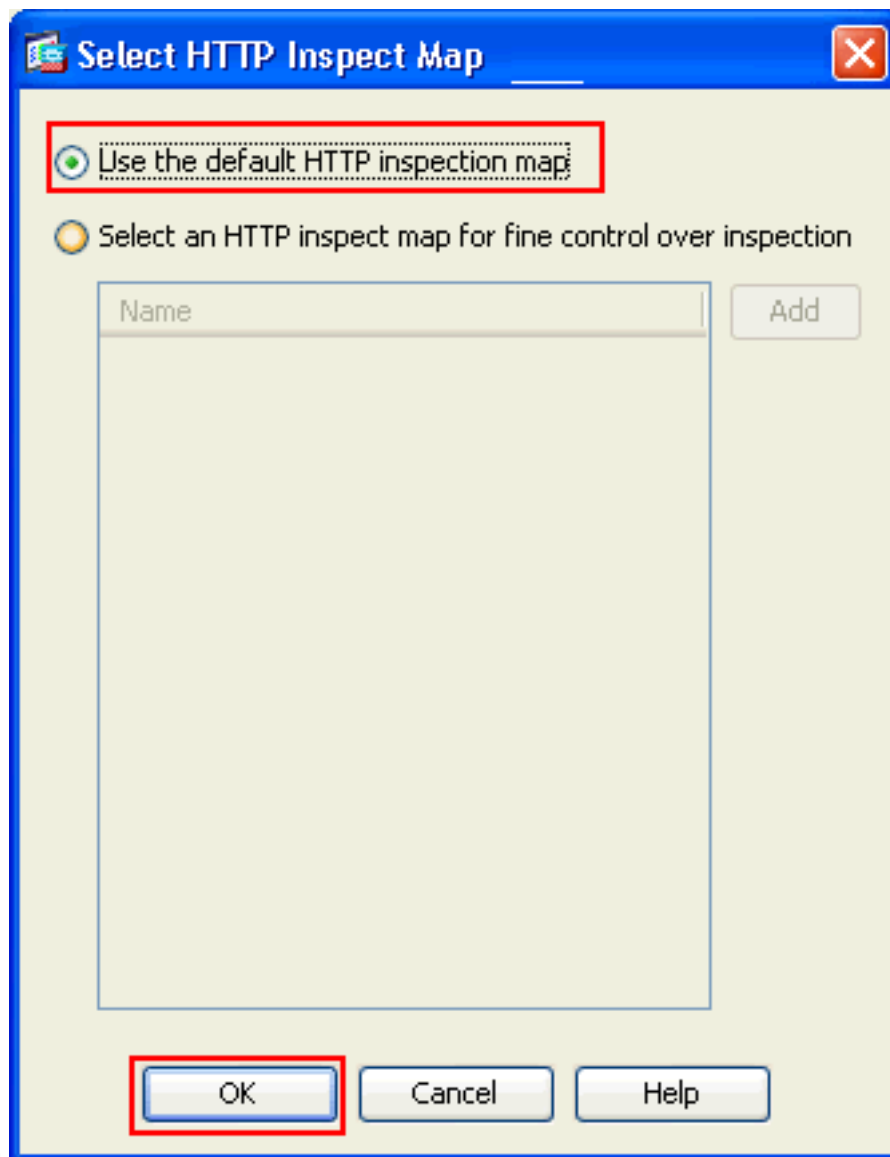 Select HTTP Inspect Map
Use the default HTTP inspection map
Select an HTTP inspect map for fine control over inspection
Name
Add
OK
Cancel
Help